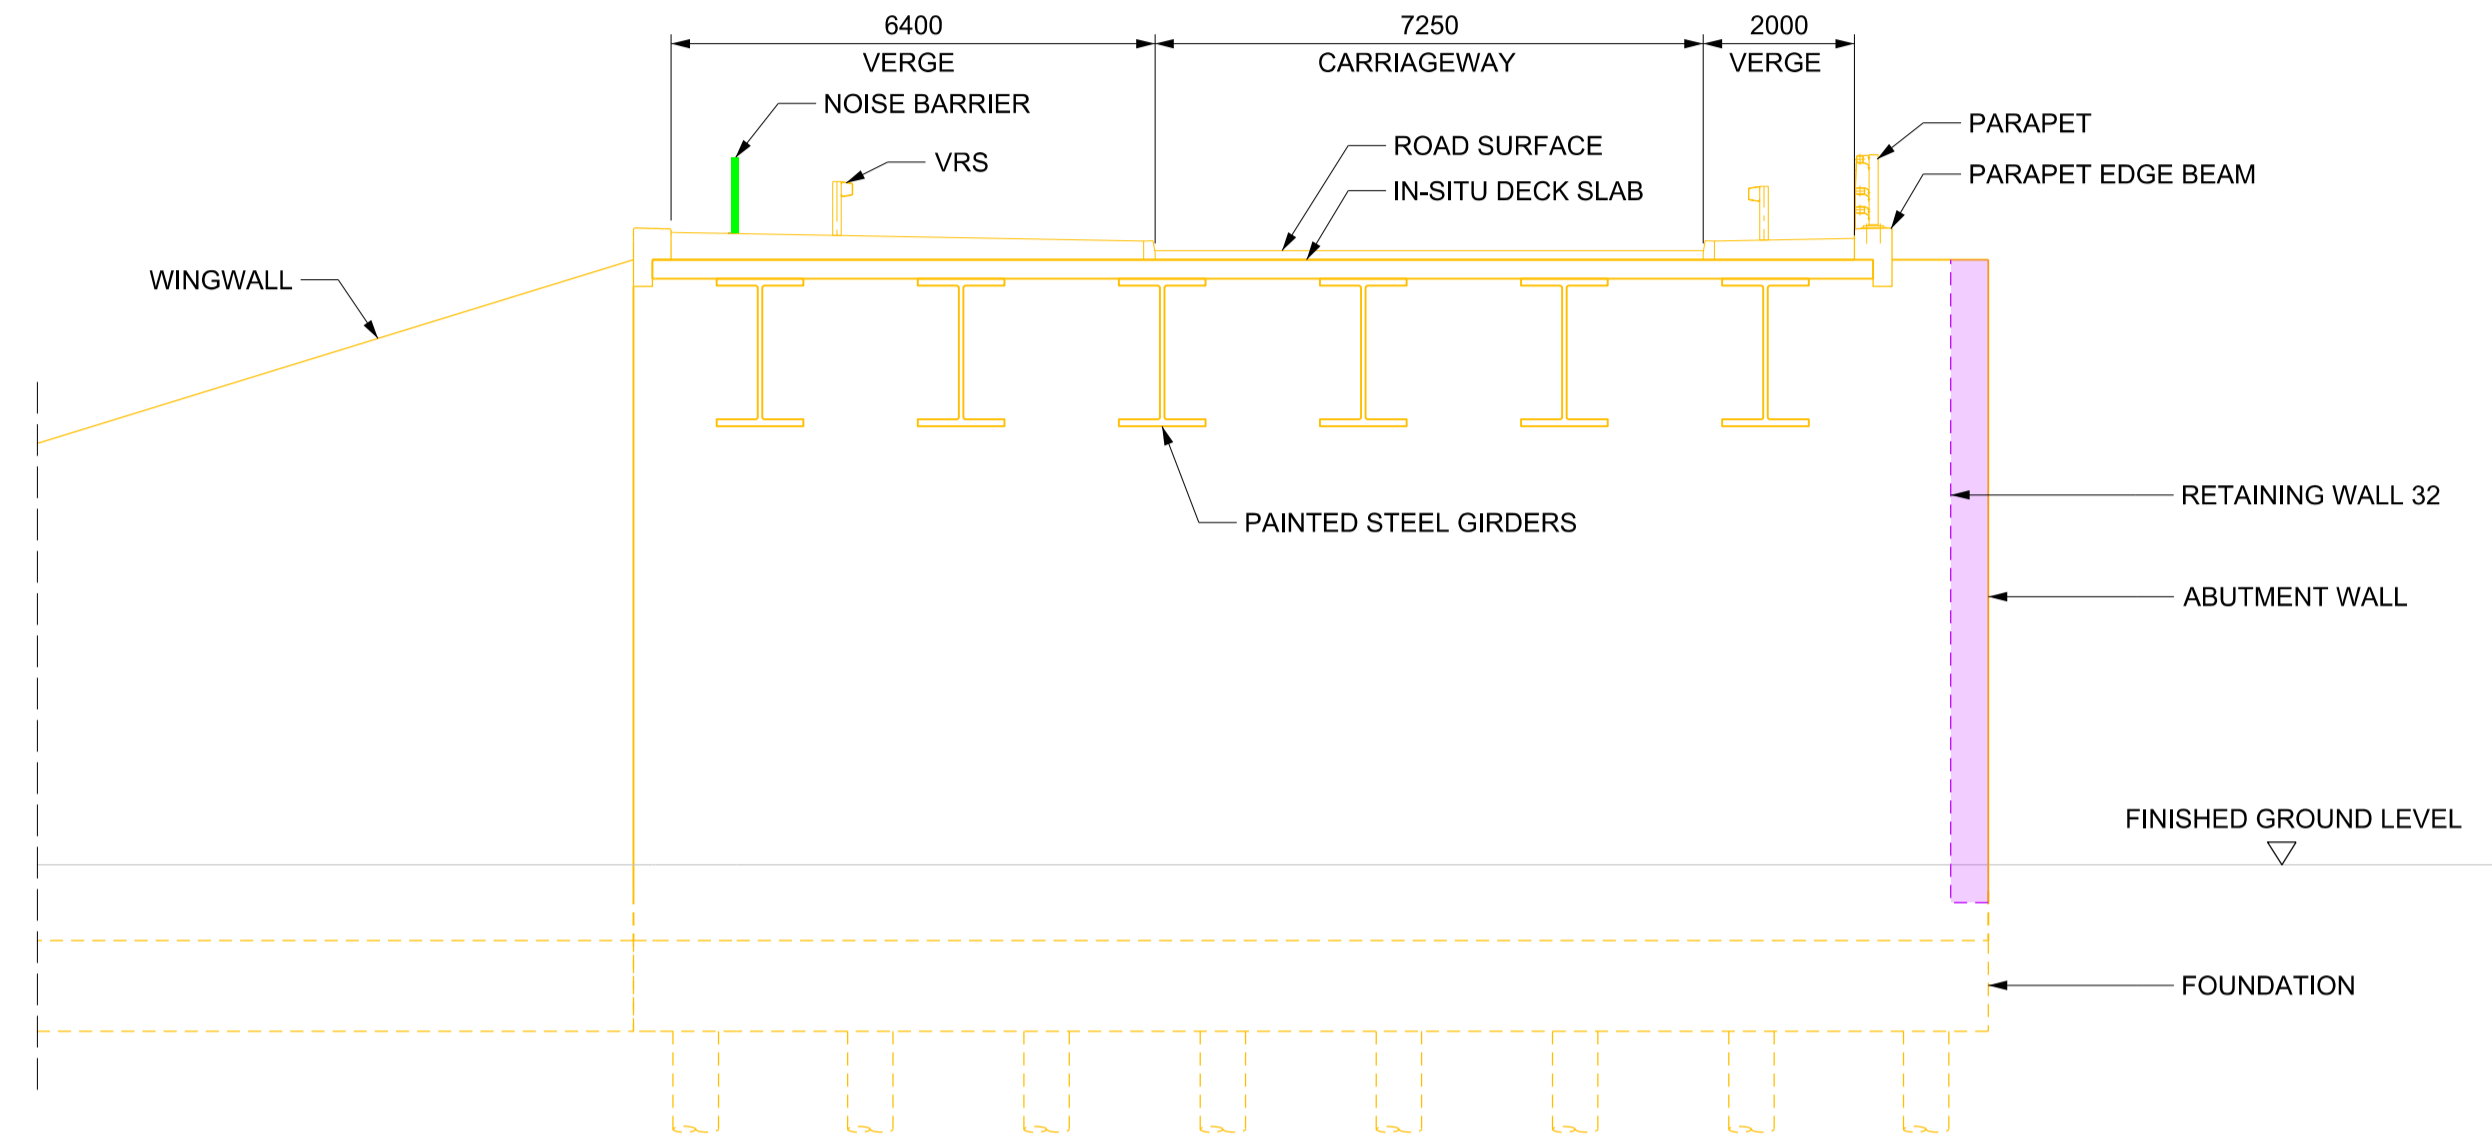 6400
7250
2000
VERGE
CARRIAGEWAY
VERGE
NOISE BARRIER
PARAPET
ROAD SURFACE
VRS
PARAPET EDGE BEAM
IN-SITU DECK SLAB
WINGWALL
RETAINING WALL 32
PAINTED STEEL GIRDERS
ABUTMENT WALL
FINISHED GROUND LEVEL
FOUNDATION